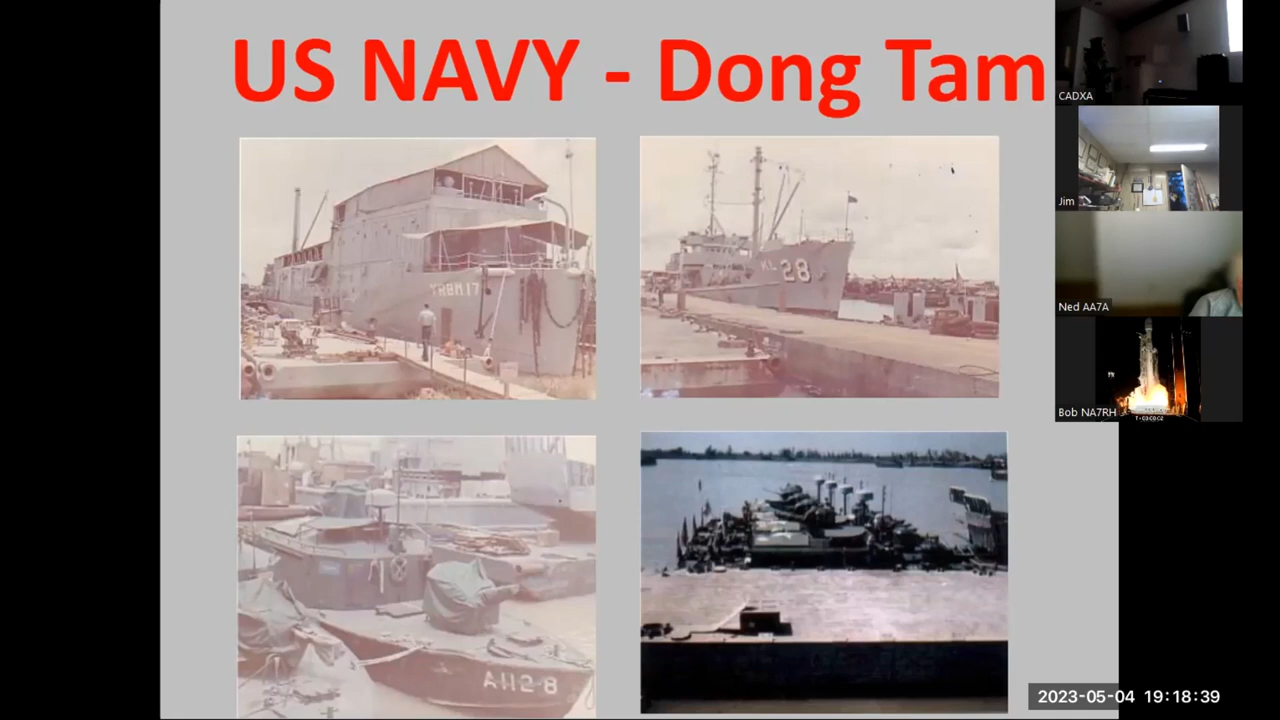 US NAVY - Dong Tam
YRBM 17
28
A112-8
CADXA
Jim
Ned AA7A
Bob NA7RH
2023-05-04 19:18:39